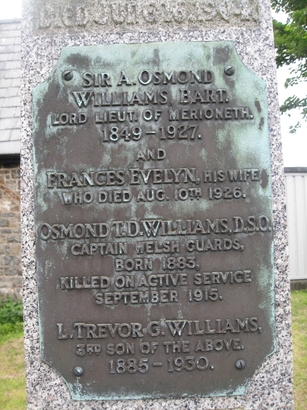 SIR A. OSMOND
WILLIAMS BART.
LORD LIEUT. OF MERIONETH.
1849-1927.
AND
FRANCES EVELYN, HIS WIFE
WHO DIED AUG. 10TH 1926.
OSMOND T.D. WILLIAMS, D.S.O.
CAPTAIN WELSH GUARDS,
BORN 1883.
KILLED ON ACTIVE SERVICE
SEPTEMBER 1915.
L. TREVOR G. WILLIAMS,
3RD SON OF THE ABOVE.
1885-1930.